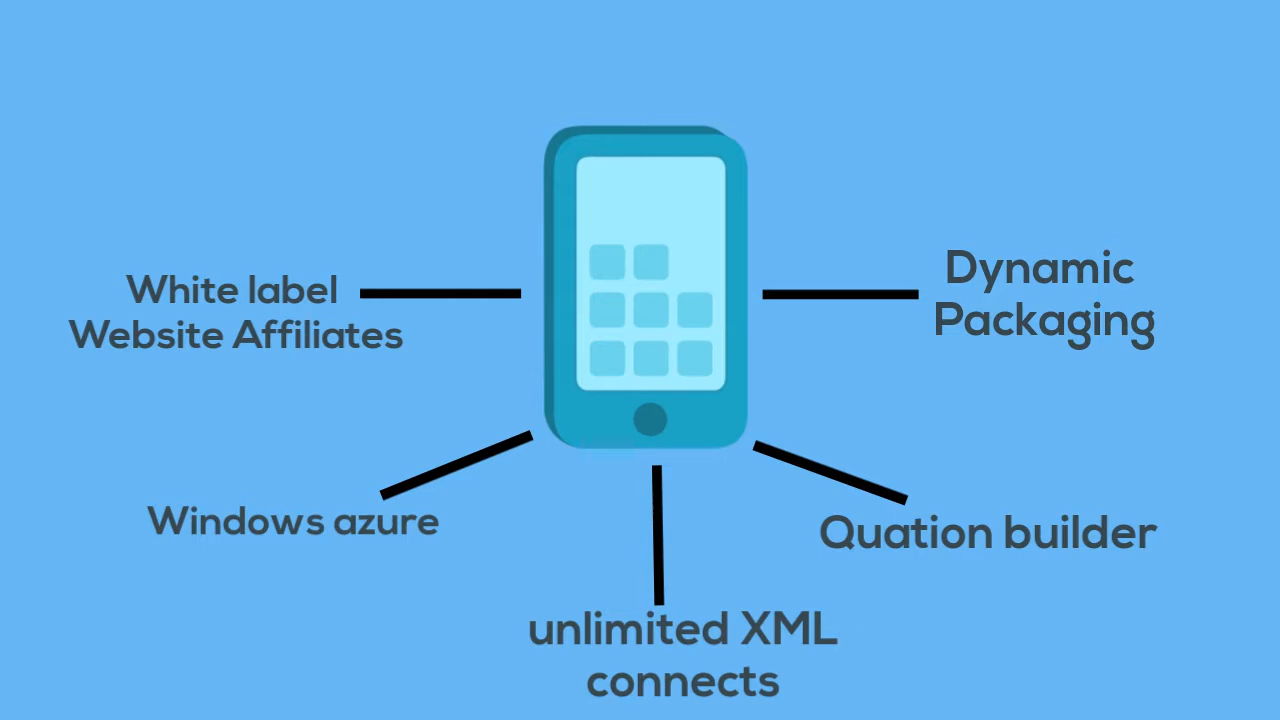 White label
Website Affiliates
Dynamic
Packaging
Windows azure
Quation builder
unlimited XML
connects